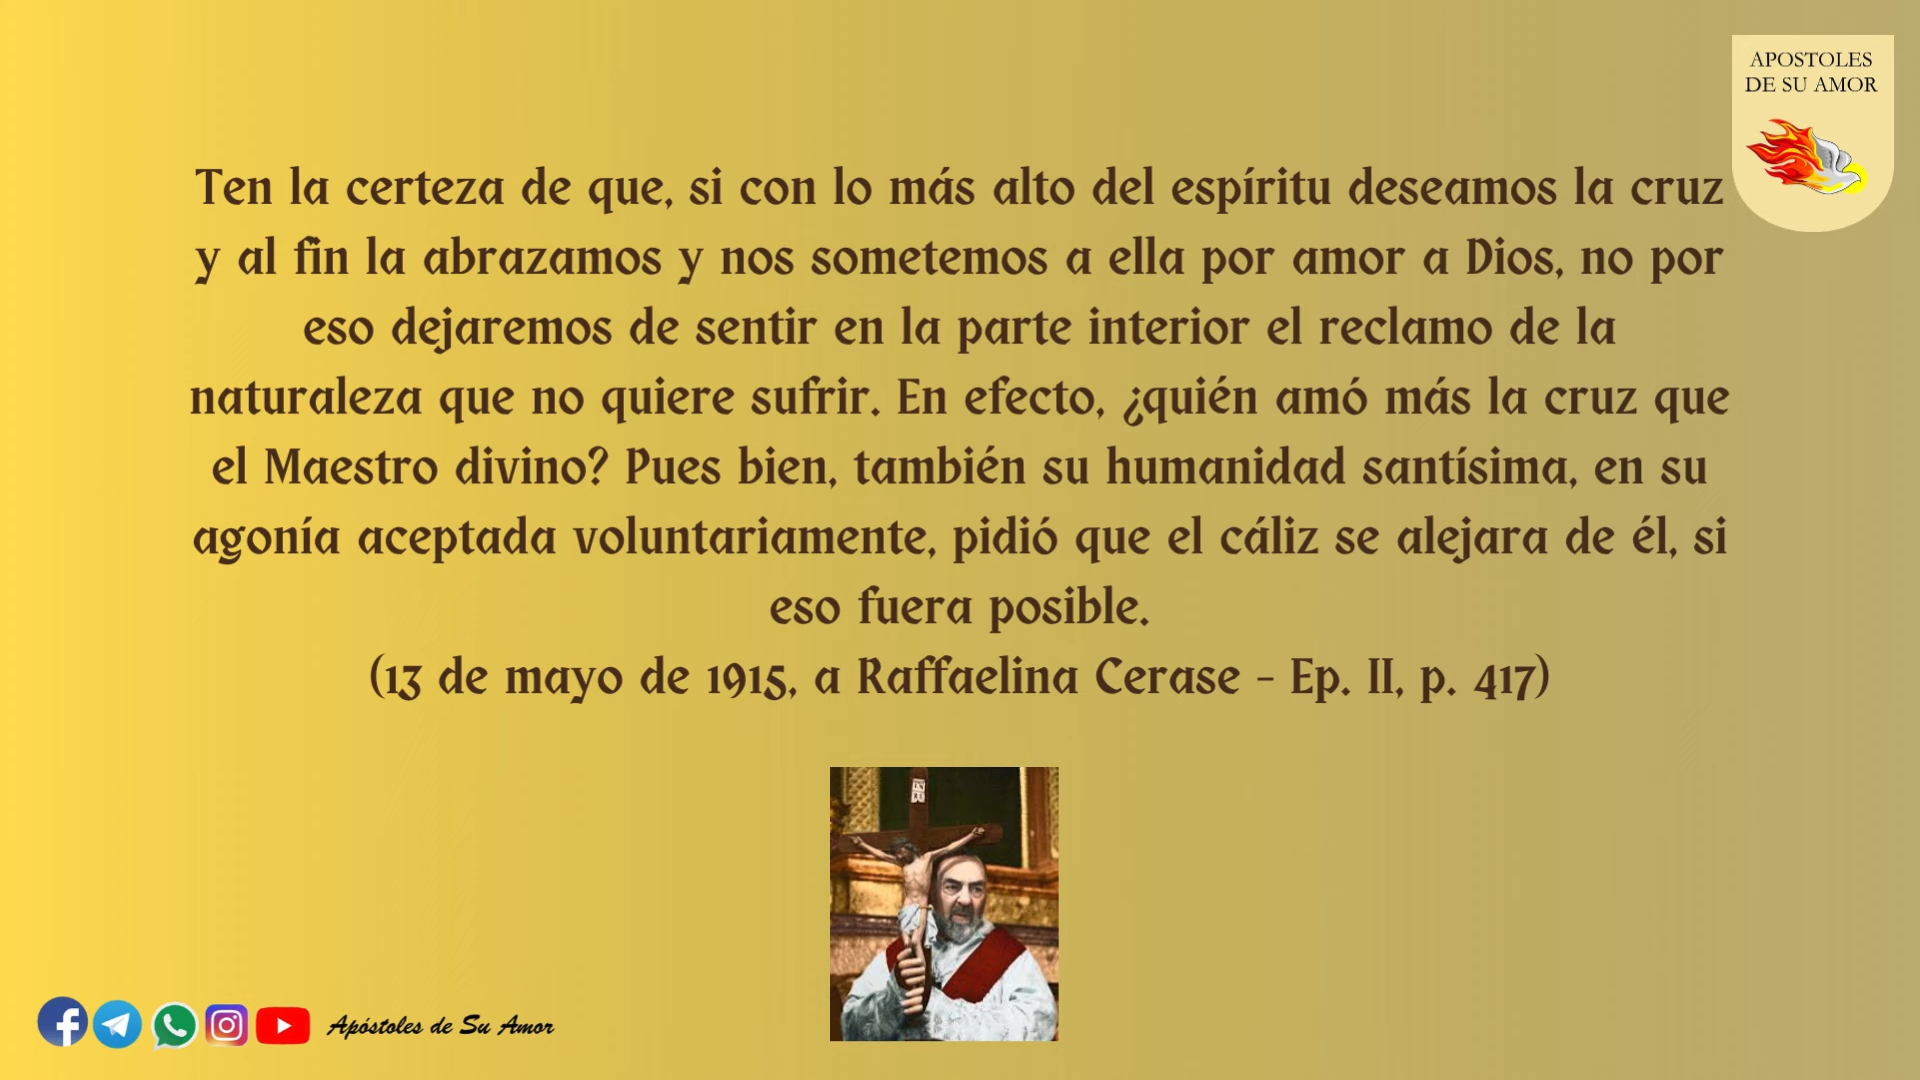 APOSTOLES
DE SU AMOR
Ten la certeza de que, si con lo más alto del espíritu deseamos la cruz
y al fin la abrazamos y nos sometemos a ella por amor a Dios, no por
eso dejaremos de sentir en la parte interior el reclamo de la
naturaleza que no quiere sufrir. En efecto, ¿quién amó más la cruz que
el Maestro divino? Pues bien, también su humanidad santísima, en su
agonía aceptada voluntariamente, pidió que el cáliz se alejara de él, si
eso fuera posible.
(13 de mayo de 1915, a Raffaelina Cerase - Ep. II, p. 417)
Apóstoles de Su Amor